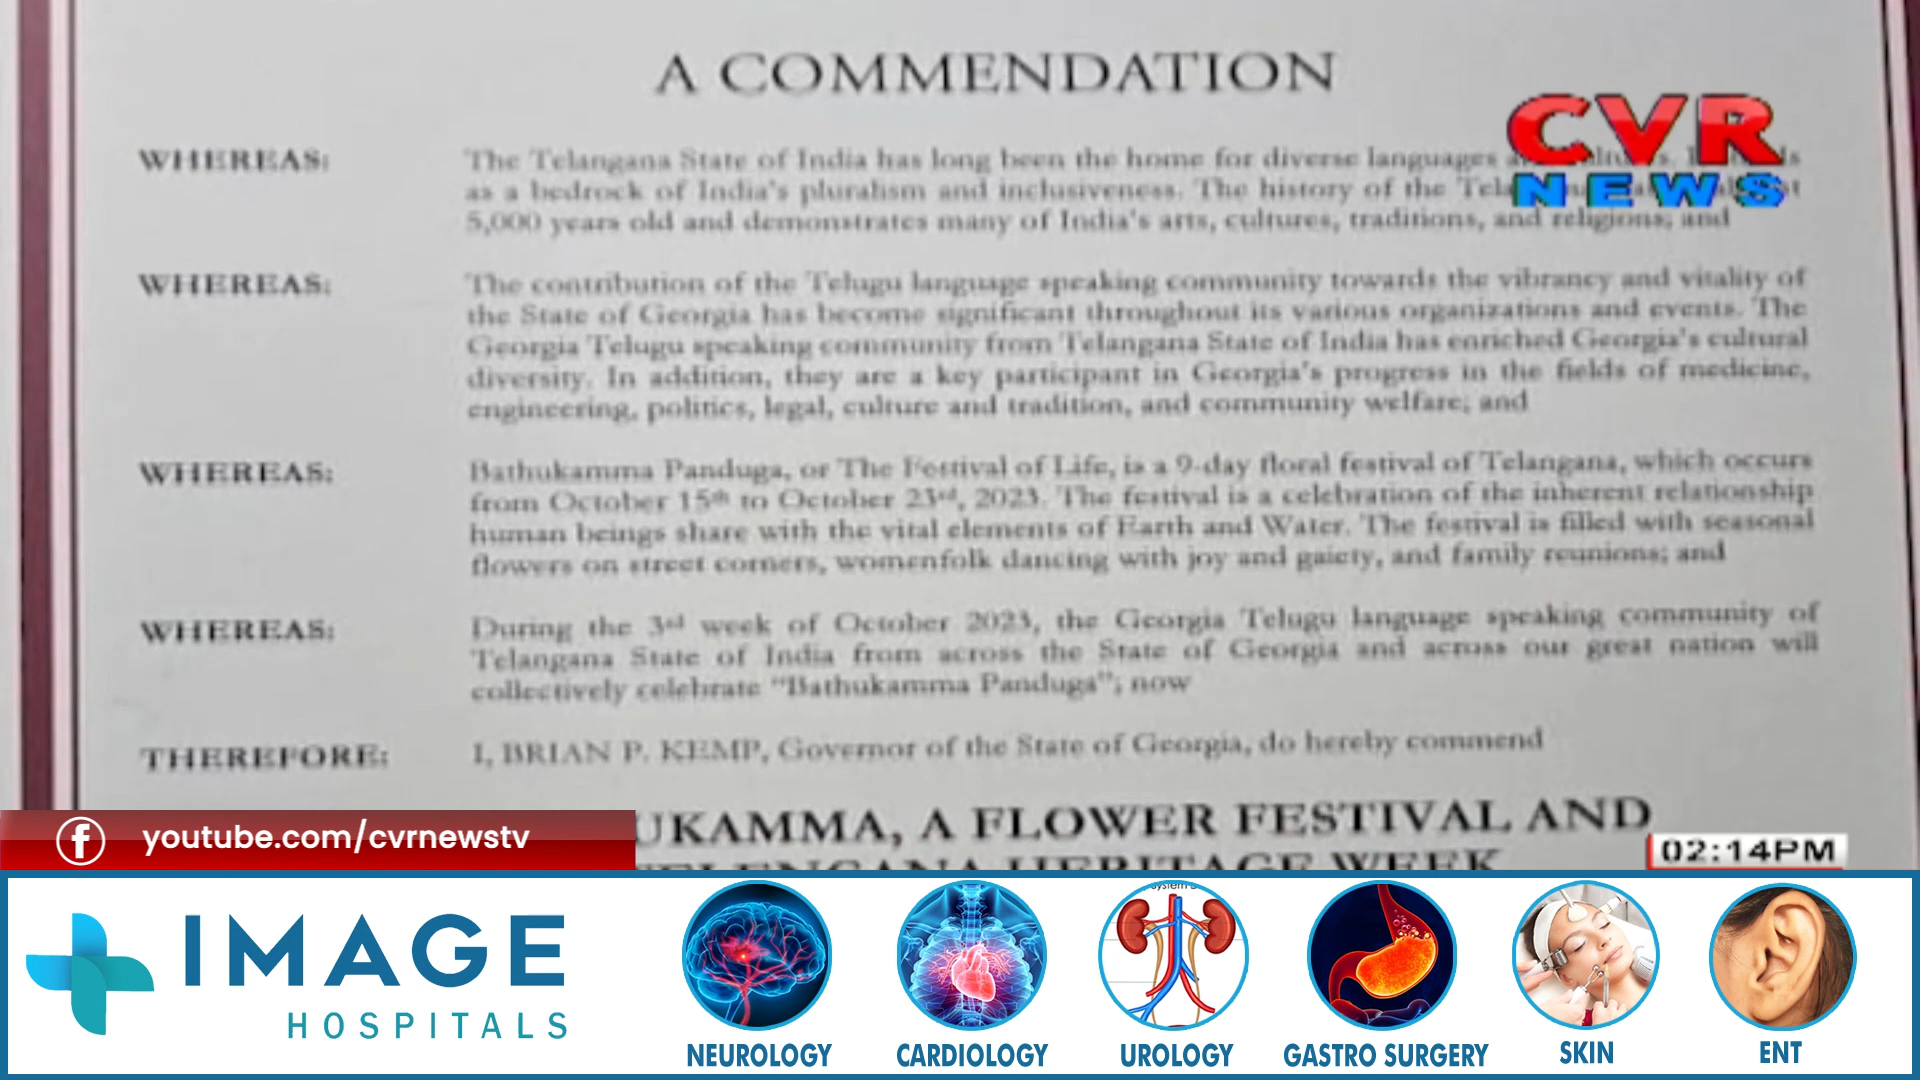 A COMMENDATION
CVR
NEWS
WHEREAS:
The Telangana State of India has long been the home for diverse languages
as a bedrock of India's pluralism and inclusiveness. The history of the
5,000 years old and demonstrates many of India's arts, cultures, traditions, and religions; and
WHEREAS:
The contribution of the Telugu language speaking community towards the vibrancy and vitality of
the State of Georgia has become significant throughout its various organizations and events. The
Georgia Telugu speaking community from Telangana State of India has enriched Georgia's cultural
diversity. In addition, they are a key participant in Georgia's progress in the fields of medicine,
engineering, politics, legal, culture and tradition, and community welfare; and
WHEREAS:
Bathukamma Panduga, or The Festival of Life, is a 9-day floral festival of Telangana, which occurs
from October 15th to October 23rd, 2023. The festival is a celebration of the inherent relationship
human beings share with the vital elements of Earth and Water. The festival is filled with seasonal
flowers on street corners, womenfolk dancing with joy and gaiety, and family reunions; and
WHEREAS:
During the 3rd week of October 2023, the Georgia Telugu language speaking community of
Telangana State of India from across the State of Georgia and across our great nation will
collectively celebrate "Bathukamma Panduga"; now
THEREFORE:
I, BRIAN P. KEMP, Governor of the State of Georgia, do hereby commend
UKAMMA, A FLOWER FESTIVAL AND
TELENGANA HERITAGE WEEK
youtube.com/cvrnewstv
02:14PM
IMAGE
HOSPITALS
NEUROLOGY
CARDIOLOGY
UROLOGY
GASTRO SURGERY
SKIN
ENT